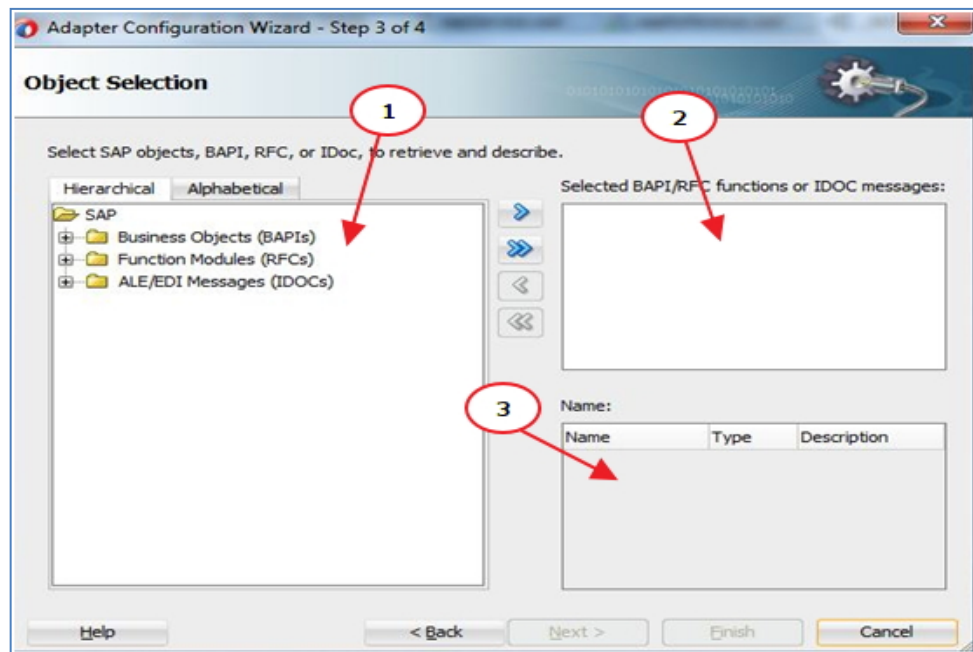 Adapter Configuration Wizard - Step 3 of 4
Object Selection
1
2
Select SAP objects, BAPI, RFC, or IDoc, to retrieve and describe.
Hierarchical Alphabetical
SAP
Business Objects (BAPIs)
Function Modules (RFCs)
ALE/EDI Messages (IDOCs)
Selected BAPI/RFC functions or IDOC messages:
3
Name:
Name Type Description
Help < Back Next > Finish Cancel